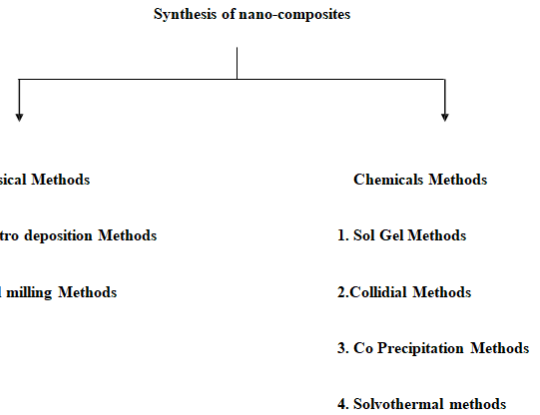 Synthesis of nano-composites
sical Methods
Chemicals Methods
tro deposition Methods
1. Sol Gel Methods
l milling Methods
2.Collidial Methods
3. Co Precipitation Methods
4. Solvothermal methods